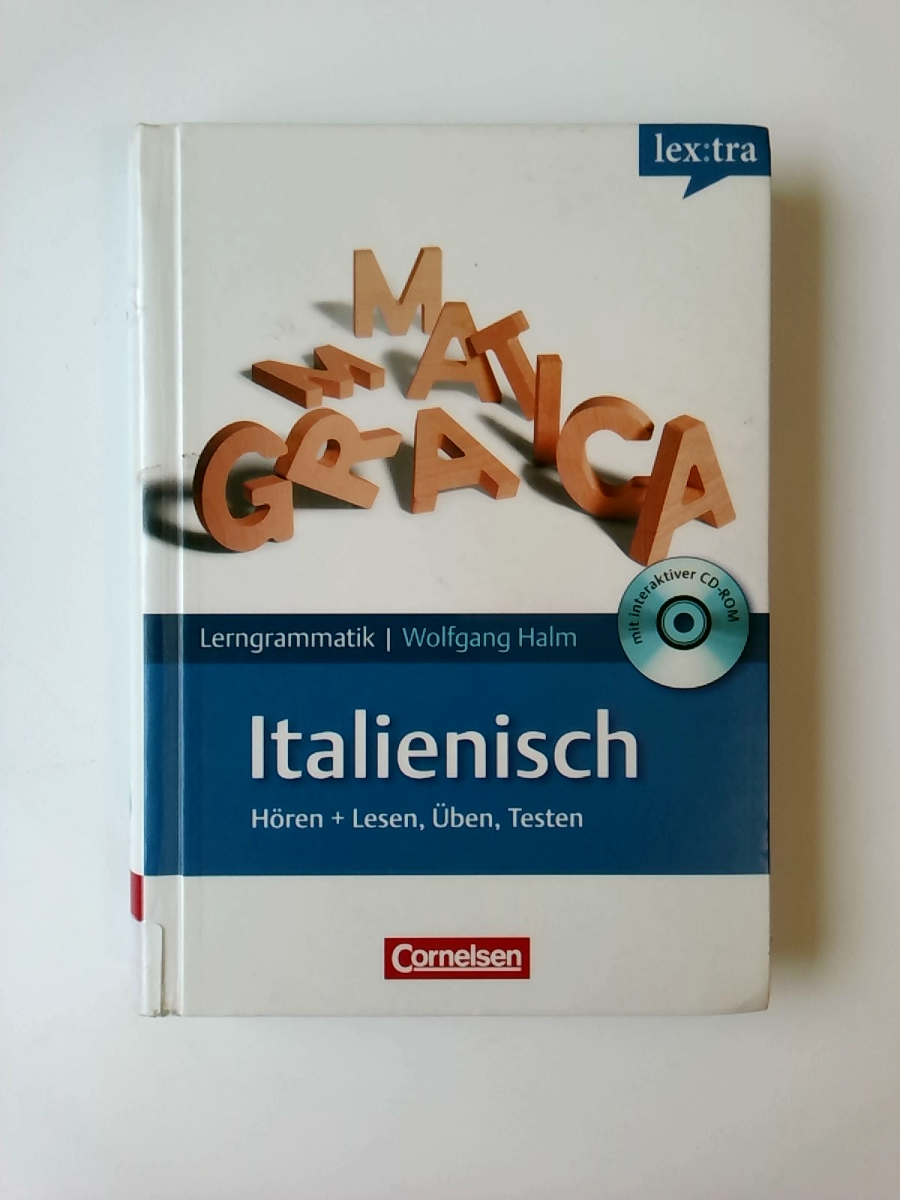 lex:tra
GRAMMATICA
mit interaktiver CD-ROM
Lerngrammatik | Wolfgang Halm
Italienisch
Hören + Lesen, Üben, Testen
Cornelsen